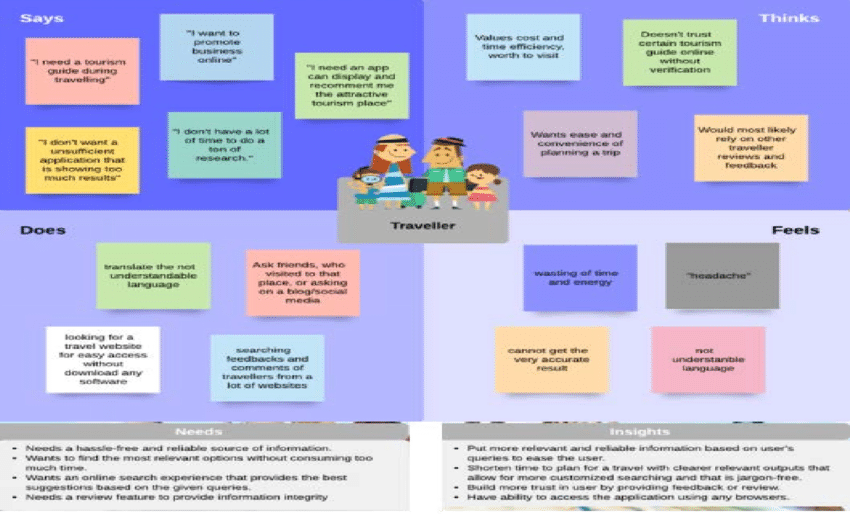 Says
"I need a tourism
guide during
travelling"
"I want to
promote
business
online"
"I need an app
can display and
recomment me
the attractive
tourism place"
"I don't want a
unsufficient
application that
is showing too
much results"
"I don't have a lot
of time to do a
ton of
research."
Thinks
Values cost and
time efficiency,
worth to visit
Doesn't trust
certain tourism
guide online
without
verification
Wants ease and
convenience of
planning a trip
Would most likely
rely on other
traveller
reviews and
feedback
Traveller
Does
translate the not
understandable
language
Ask friends, who
visited to that
place, or asking
on a blog/social
media
looking for a
travel website
for easy access
without
download any
software
searching
feedbacks and
comments of
travellers from a
lot of websites
Feels
wasting of time
and energy
"headache"
cannot get the
very accurate
result
not
understanble
language
Needs
• Needs a hassle-free and reliable source of information.
• Wants to find the most relevant options without consuming too
much time.
• Wants an online search experience that provides the best
suggestions based on the given queries.
• Needs a review feature to provide information integrity
Insights
• Put more relevant and reliable information based on user's
queries to ease the user.
• Shorten time to plan for a travel with clearer relevant outputs that
allow for more customized searching and that is jargon-free.
• Build more trust in user by providing feedback or review.
• Have ability to access the application using any browsers.